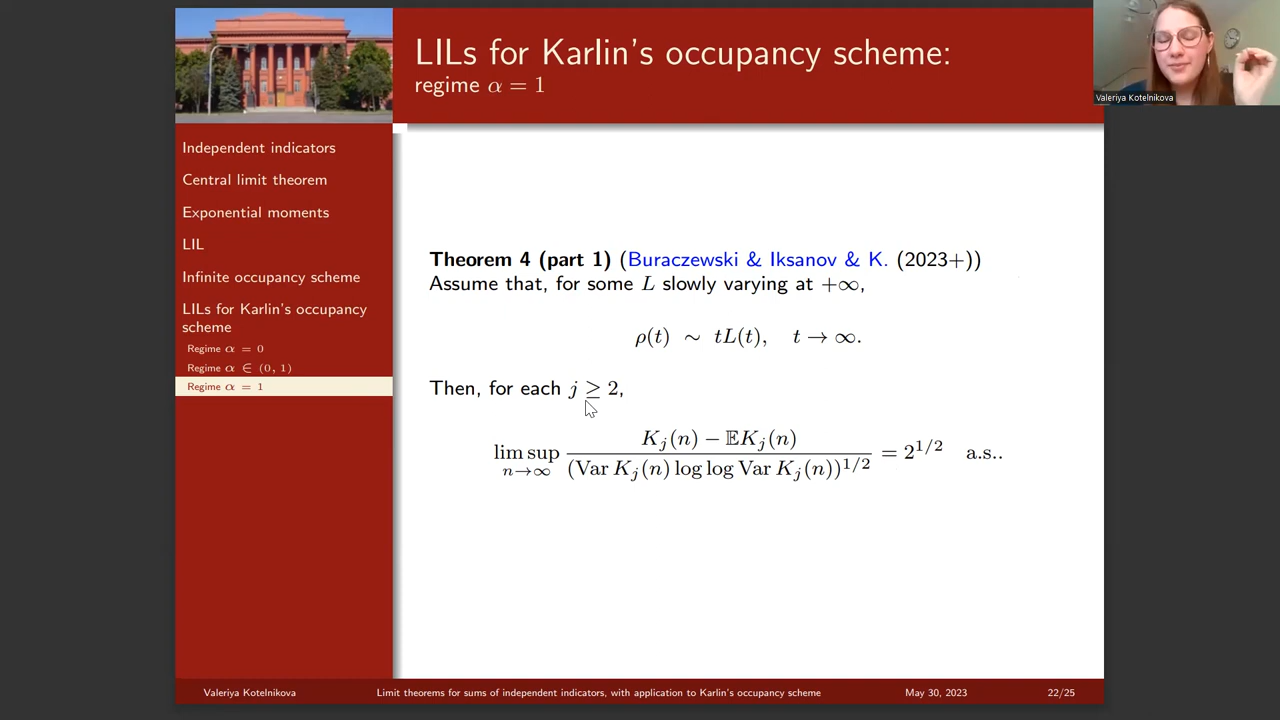 LILs for Karlin's occupancy scheme:
regime α = 1
Valeriya Kotelnikova
Independent indicators
Central limit theorem
Exponential moments
LIL
Infinite occupancy scheme
LILs for Karlin's occupancy
scheme
Regime α = 0
Regime α ∈ (0, 1)
Regime α = 1
Theorem 4 (part 1) (Buraczewski & Iksanov & K. (2023+))
Assume that, for some L slowly varying at +∞,
ρ(t) ∼ tL(t), t → ∞.
Then, for each j ≥ 2,
lim sup_{n→∞} (K_j(n) − 𝔼K_j(n)) / (Var K_j(n) log log Var K_j(n))^{1/2} = 2^{1/2} a.s..
Valeriya Kotelnikova Limit theorems for sums of independent indicators, with application to Karlin's occupancy scheme May 30, 2023 22/25